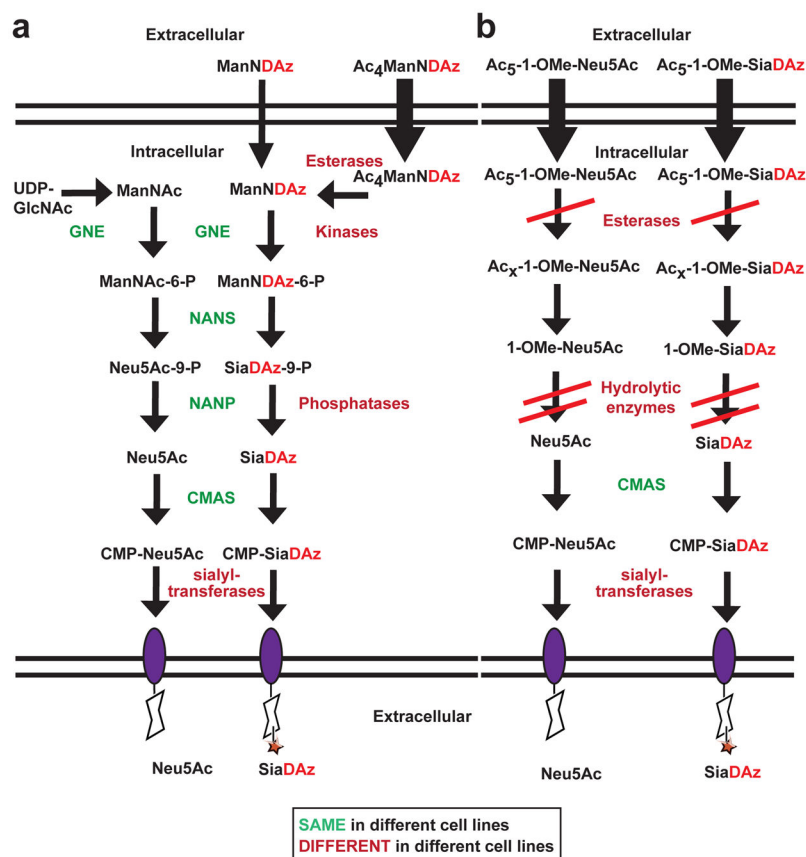 a
Extracellular
ManNDAz
Ac4ManNDAz
Intracellular
Esterases
Ac4ManNDAz
UDP-
GlcNAc
ManNAc
ManNDAz
GNE
GNE
Kinases
ManNAc-6-P
ManNDAz-6-P
NANS
Neu5Ac-9-P
SiaDAz-9-P
NANP
Phosphatases
Neu5Ac
SiaDAz
CMAS
CMP-Neu5Ac
CMP-SiaDAz
sialyl-
transferases
Extracellular
Neu5Ac
SiaDAz
b
Extracellular
Ac5-1-OMe-Neu5Ac
Ac5-1-OMe-SiaDAz
Intracellular
Ac5-1-OMe-Neu5Ac
Ac5-1-OMe-SiaDAz
Esterases
Acx-1-OMe-Neu5Ac
Acx-1-OMe-SiaDAz
1-OMe-Neu5Ac
1-OMe-SiaDAz
Hydrolytic
enzymes
Neu5Ac
SiaDAz
CMAS
CMP-Neu5Ac
CMP-SiaDAz
sialyl-
transferases
Neu5Ac
SiaDAz
SAME in different cell lines
DIFFERENT in different cell lines